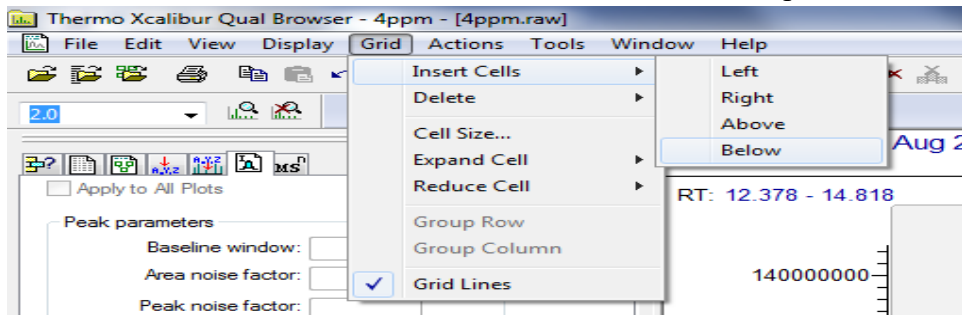 Thermo Xcalibur Qual Browser - 4ppm - [4ppm.raw]
File Edit View Display Grid Actions Tools Window Help
Insert Cells
Left
Delete
Right
Above
Cell Size...
Below
Expand Cell
Reduce Cell
Group Row
Group Column
Grid Lines
2.0
Aug 2
Apply to All Plots
RT: 12.378 - 14.818
Peak parameters
Baseline window:
Area noise factor:
140000000
Peak noise factor: